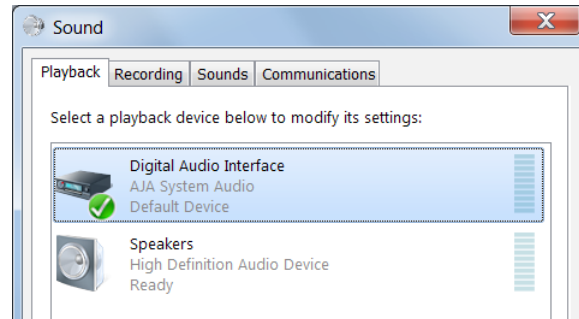 Sound
Playback Recording Sounds Communications
Select a playback device below to modify its settings:
Digital Audio Interface
AJA System Audio
Default Device
Speakers
High Definition Audio Device
Ready